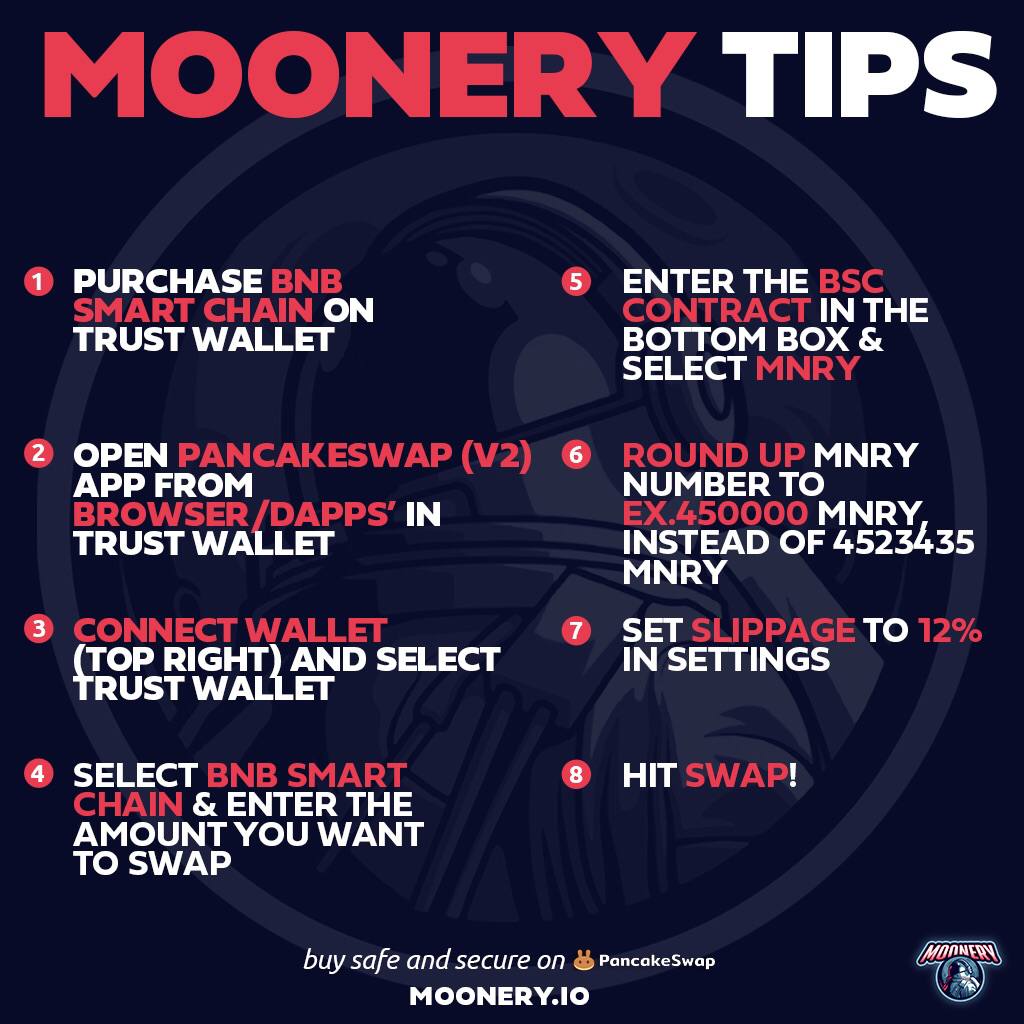 MOONERY TIPS
1
PURCHASE BNB
SMART CHAIN ON
TRUST WALLET
2
OPEN PANCAKESWAP (V2)
APP FROM
BROWSER/DAPPS' IN
TRUST WALLET
3
CONNECT WALLET
(TOP RIGHT) AND SELECT
TRUST WALLET
4
SELECT BNB SMART
CHAIN & ENTER THE
AMOUNT YOU WANT
TO SWAP
5
ENTER THE BSC
CONTRACT IN THE
BOTTOM BOX &
SELECT MNRY
6
ROUND UP MNRY
NUMBER TO
EX.450000 MNRY,
INSTEAD OF 4523435
MNRY
7
SET SLIPPAGE TO 12%
IN SETTINGS
8
HIT SWAP!
buy safe and secure on PancakeSwap
MOONERY.IO
MOONERY